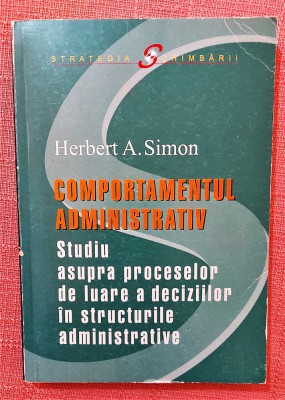 STRATEGIA SCHIMBĂRII
Herbert A. Simon
COMPORTAMENTUL
ADMINISTRATIV
Studiu
asupra proceselor
de luare a deciziilor
în structurile
administrative